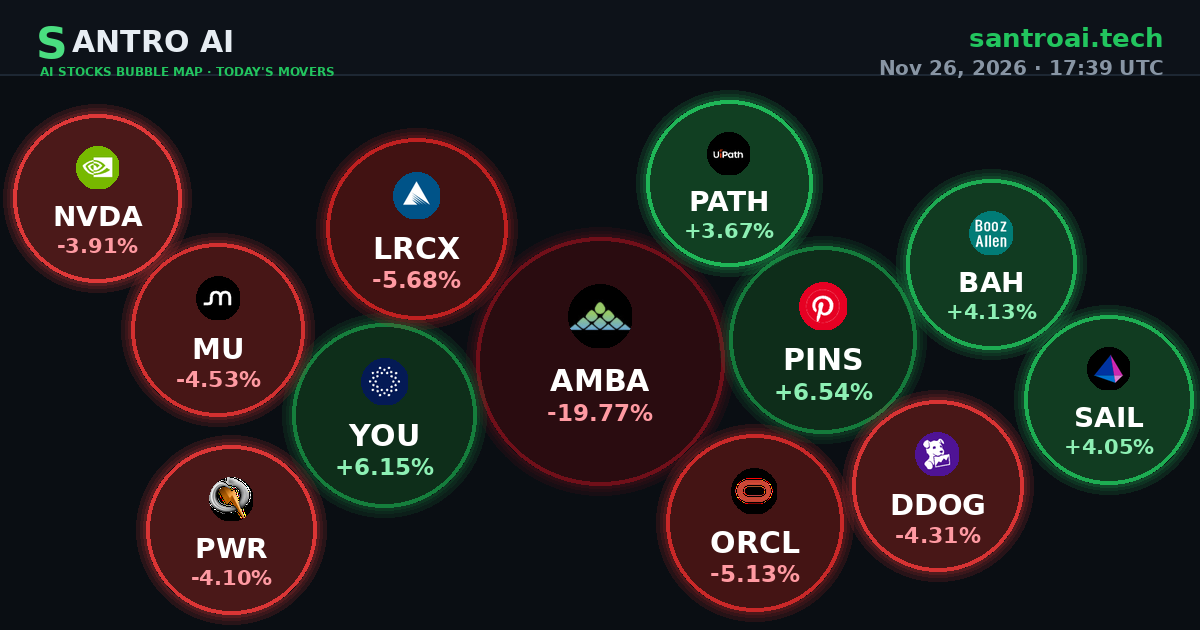 SANTRO AI
AI STOCKS BUBBLE MAP · TODAY'S MOVERS
santroai.tech
Nov 26, 2026 · 17:39 UTC
NVDA
-3.91%
MU
-4.53%
LRCX
-5.68%
YOU
+6.15%
PWR
-4.10%
AMBA
-19.77%
UiPath
PATH
+3.67%
PINS
+6.54%
Booz
Allen
BAH
+4.13%
SAIL
+4.05%
DDOG
-4.31%
ORCL
-5.13%